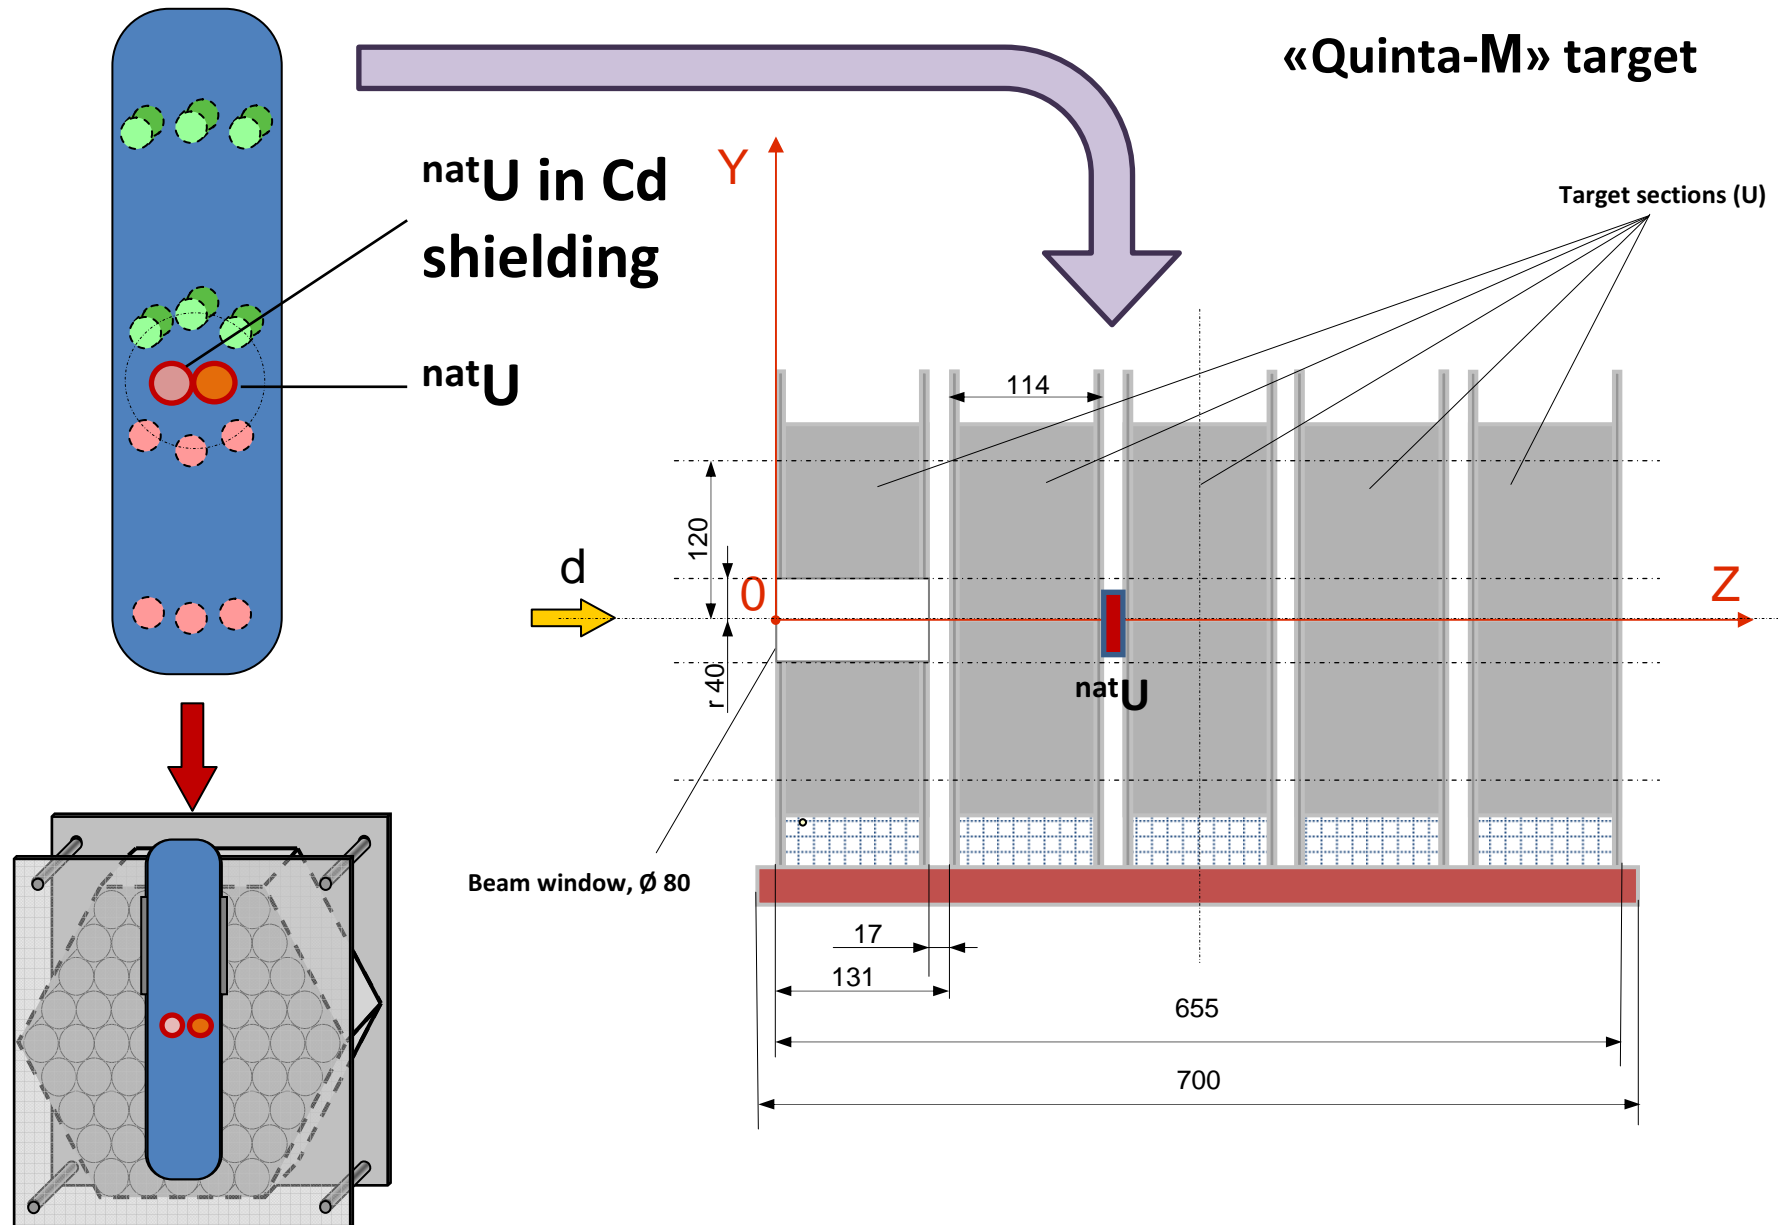 «Quinta-M» target
natU in Cd
shielding
natU
Y
Target sections (U)
114
120
d
0
Z
r 40
natU
Beam window, Ø 80
17
131
655
700